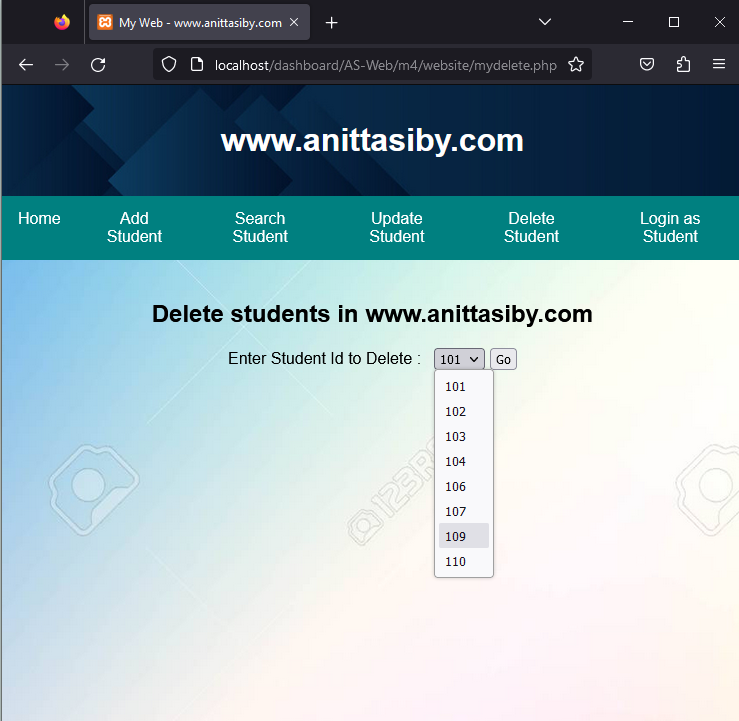 My Web - www.anittasiby.com
localhost/dashboard/AS-Web/m4/website/mydelete.php
www.anittasiby.com
Home Add Student Search Student Update Student Delete Student Login as Student
Delete students in www.anittasiby.com
Enter Student Id to Delete : 101 Go
101
102
103
104
106
107
109
110